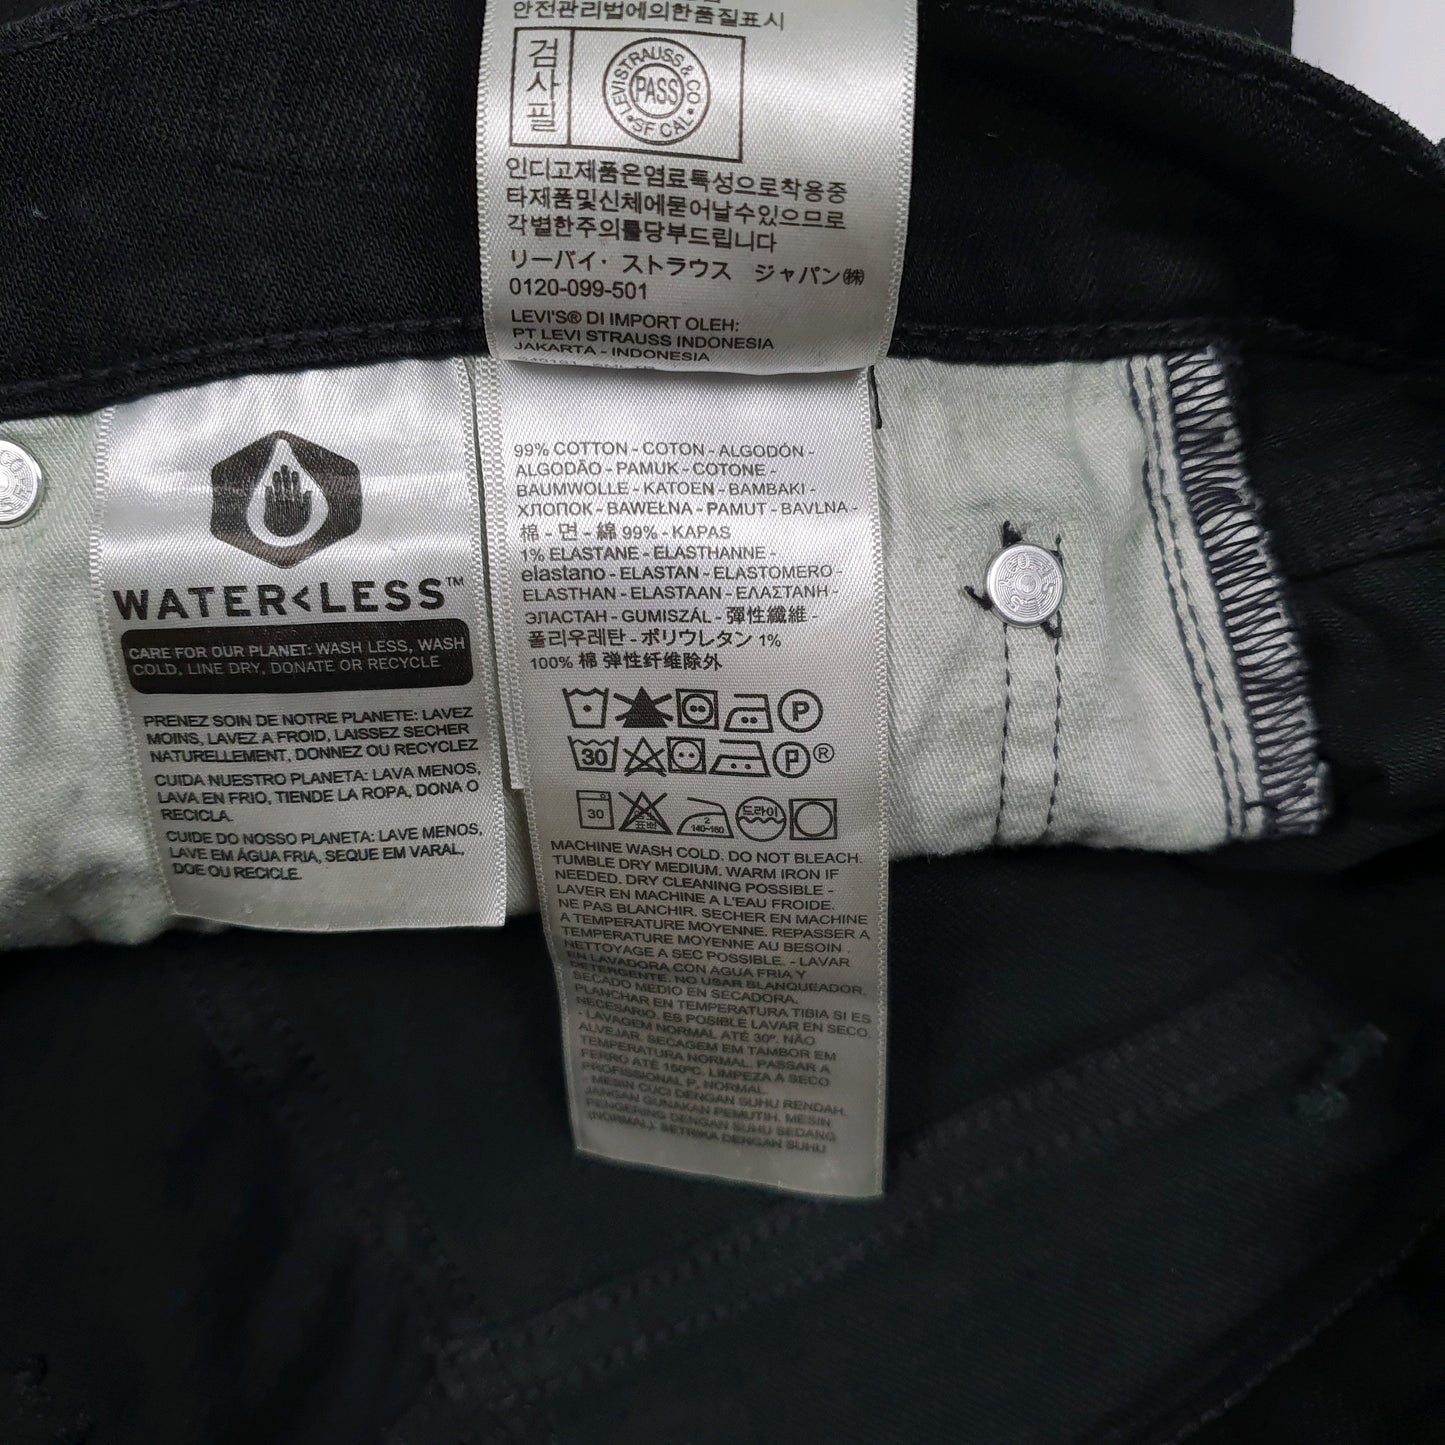 安全관리법에의한품질표시
검
사
필
LEVI STRAUSS & CO
PASS
SF CAL
인디고제품은염료특성으로착용중
타제품및신체에묻어날수있으므로
각별한주의를당부드립니다
リーバイ・ストラウス ジャパン㈱
0120-099-501
LEVI'S® DI IMPORT OLEH:
PT LEVI STRAUSS INDONESIA
JAKARTA - INDONESIA
WATER<LESS™
CARE FOR OUR PLANET: WASH LESS, WASH
COLD, LINE DRY, DONATE OR RECYCLE
PRENEZ SOIN DE NOTRE PLANETE: LAVEZ
MOINS, LAVEZ A FROID, LAISSEZ SECHER
NATURELLEMENT, DONNEZ OU RECYCLEZ
CUIDA NUESTRO PLANETA: LAVA MENOS,
LAVA EN FRIO, TIENDE LA ROPA, DONA O
RECICLA.
CUIDE DO NOSSO PLANETA: LAVE MENOS,
LAVE EM ÁGUA FRIA, SEQUE EM VARAL,
DOE OU RECICLE.
99% COTTON - COTON - ALGODÓN -
ALGODÃO - PAMUK - COTONE -
BAUMWOLLE - KATOEN - BAMBAKI -
ХЛОПОК - BAWEŁNA - PAMUT - BAVLNA -
棉 - 면 - 綿 99% - KAPAS
1% ELASTANE - ELASTHANNE -
elastano - ELASTAN - ELASTOMERO -
ELASTHAN - ELASTAAN - ΕΛΑΣΤΑΝΗ -
ЭЛАСТАН - GUMISZÁL - 彈性纖維 -
폴리우레탄 - ポリウレタン 1%
100% 棉 弹性纤维除外
P
30 P ®
30 표백 2 140~160 드라이
MACHINE WASH COLD. DO NOT BLEACH.
TUMBLE DRY MEDIUM. WARM IRON IF
NEEDED. DRY CLEANING POSSIBLE -
LAVER EN MACHINE A L'EAU FROIDE.
NE PAS BLANCHIR. SECHER EN MACHINE
A TEMPERATURE MOYENNE. REPASSER A
TEMPERATURE MOYENNE AU BESOIN.
NETTOYAGE A SEC POSSIBLE. - LAVAR
EN LAVADORA CON AGUA FRIA Y
DETERGENTE. NO USAR BLANQUEADOR.
SECADO MEDIO EN SECADORA.
PLANCHAR EN TEMPERATURA TIBIA SI ES
NECESARIO. ES POSIBLE LAVAR EN SECO.
- LAVAGEM NORMAL ATÉ 30º. NÃO
ALVEJAR. SECAGEM EM TAMBOR EM
TEMPERATURA NORMAL. PASSAR A
FERRO ATÉ 150ºC. LIMPEZA A SECO
PROFISSIONAL P, NORMAL.
- MESIN CUCI DENGAN SUHU RENDAH.
JANGAN GUNAKAN PEMUTIH. MESIN
PENGERING DENGAN SUHU SEDANG
(NORMAL). SETRIKA DENGAN SUHU